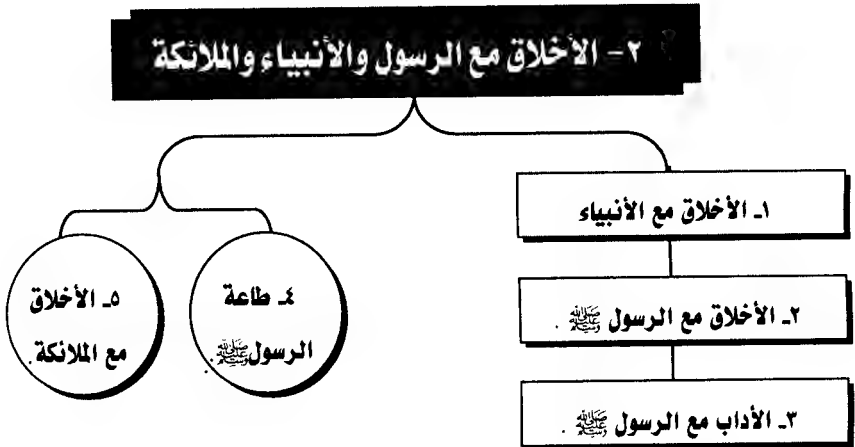 ٢- الأخلاق مع الرسول والأنبياء والملائكة
١ـ الأخلاق مع الأنبياء
٢ـ الأخلاق مع الرسول ﷺ .
٣ـ الأداب مع الرسول ﷺ .
٤ـ طاعة
الرسول ﷺ .
٥ـ الأخلاق
مع الملائكة.